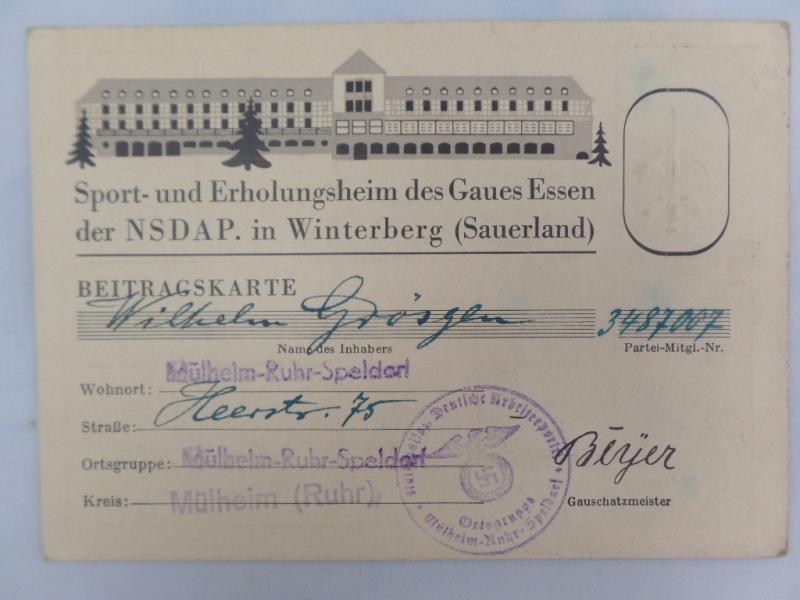 Sport- und Erholungsheim des Gaues Essen
der NSDAP. in Winterberg (Sauerland)
BEITRAGSKARTE
Wilhelm Grösgen 3487007
Name des Inhabers Partei-Mitgl.-Nr.
Wohnort: Mülheim-Ruhr-Speldorf
Straße: Heerstr. 75
Ortsgruppe: Mülheim-Ruhr-Speldorf
Kreis: Mülheim (Ruhr)
Deutsche Arbeiterpartei
Ortsgruppe
Mülheim-Ruhr-Speldorf
Gauschatzmeister